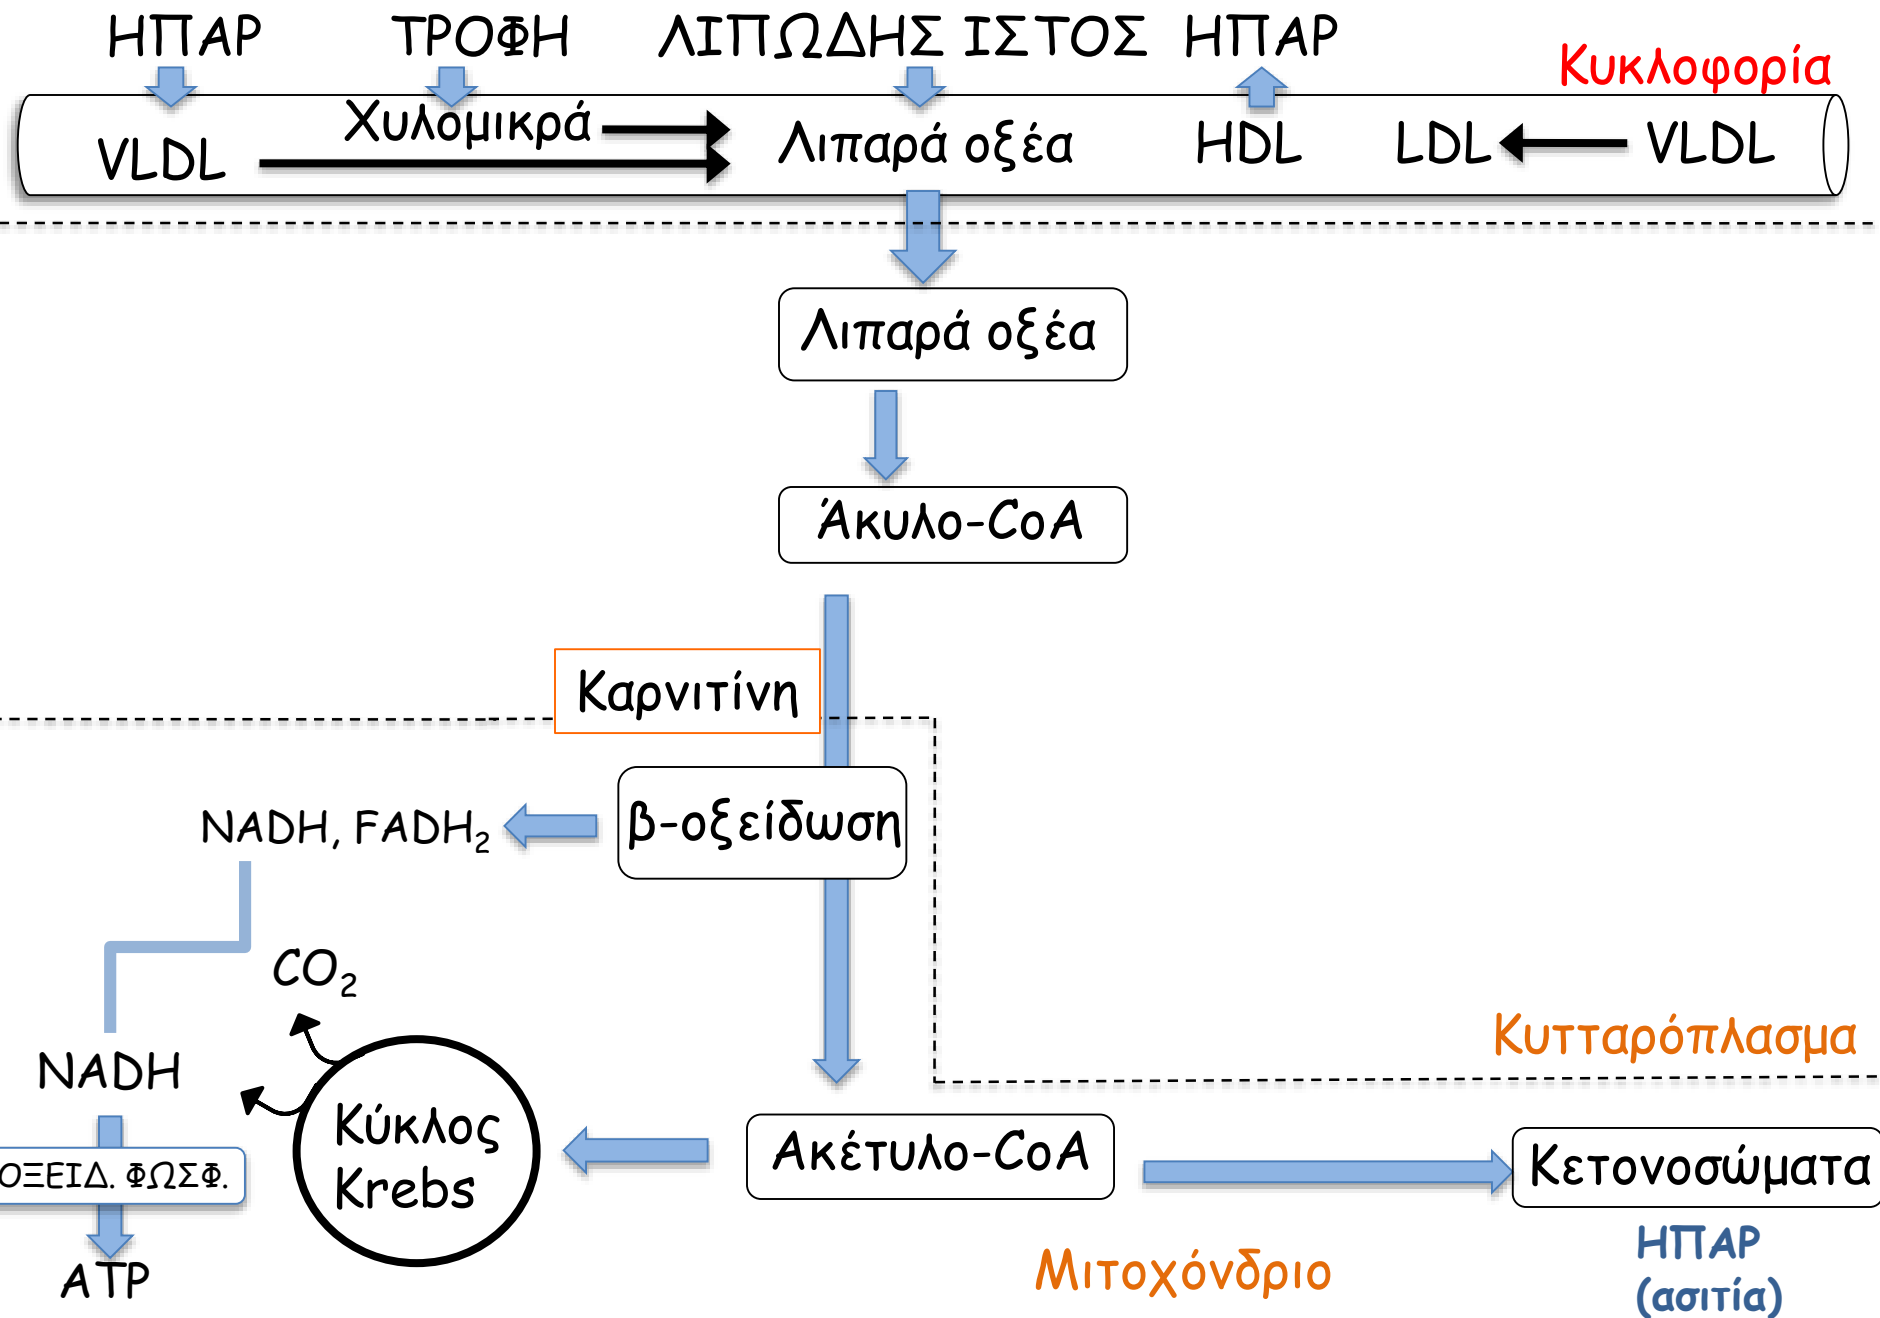 ΗΠΑΡ ΤΡΟΦΗ ΛΙΠΩΔΗΣ ΙΣΤΟΣ ΗΠΑΡ
Κυκλοφορία
VLDL Χυλομικρά Λιπαρά οξέα HDL LDL VLDL
Λιπαρά οξέα
Άκυλο-CoA
Καρνιτίνη
NADH, FADH₂ β-οξείδωση
CO₂
Κυτταρόπλασμα
NADH
Κύκλος
Krebs
Ακέτυλο-CoA
Κετονοσώματα
ΟΞΕΙΔ. ΦΩΣΦ.
ATP
Μιτοχόνδριο
ΗΠΑΡ
(ασιτία)